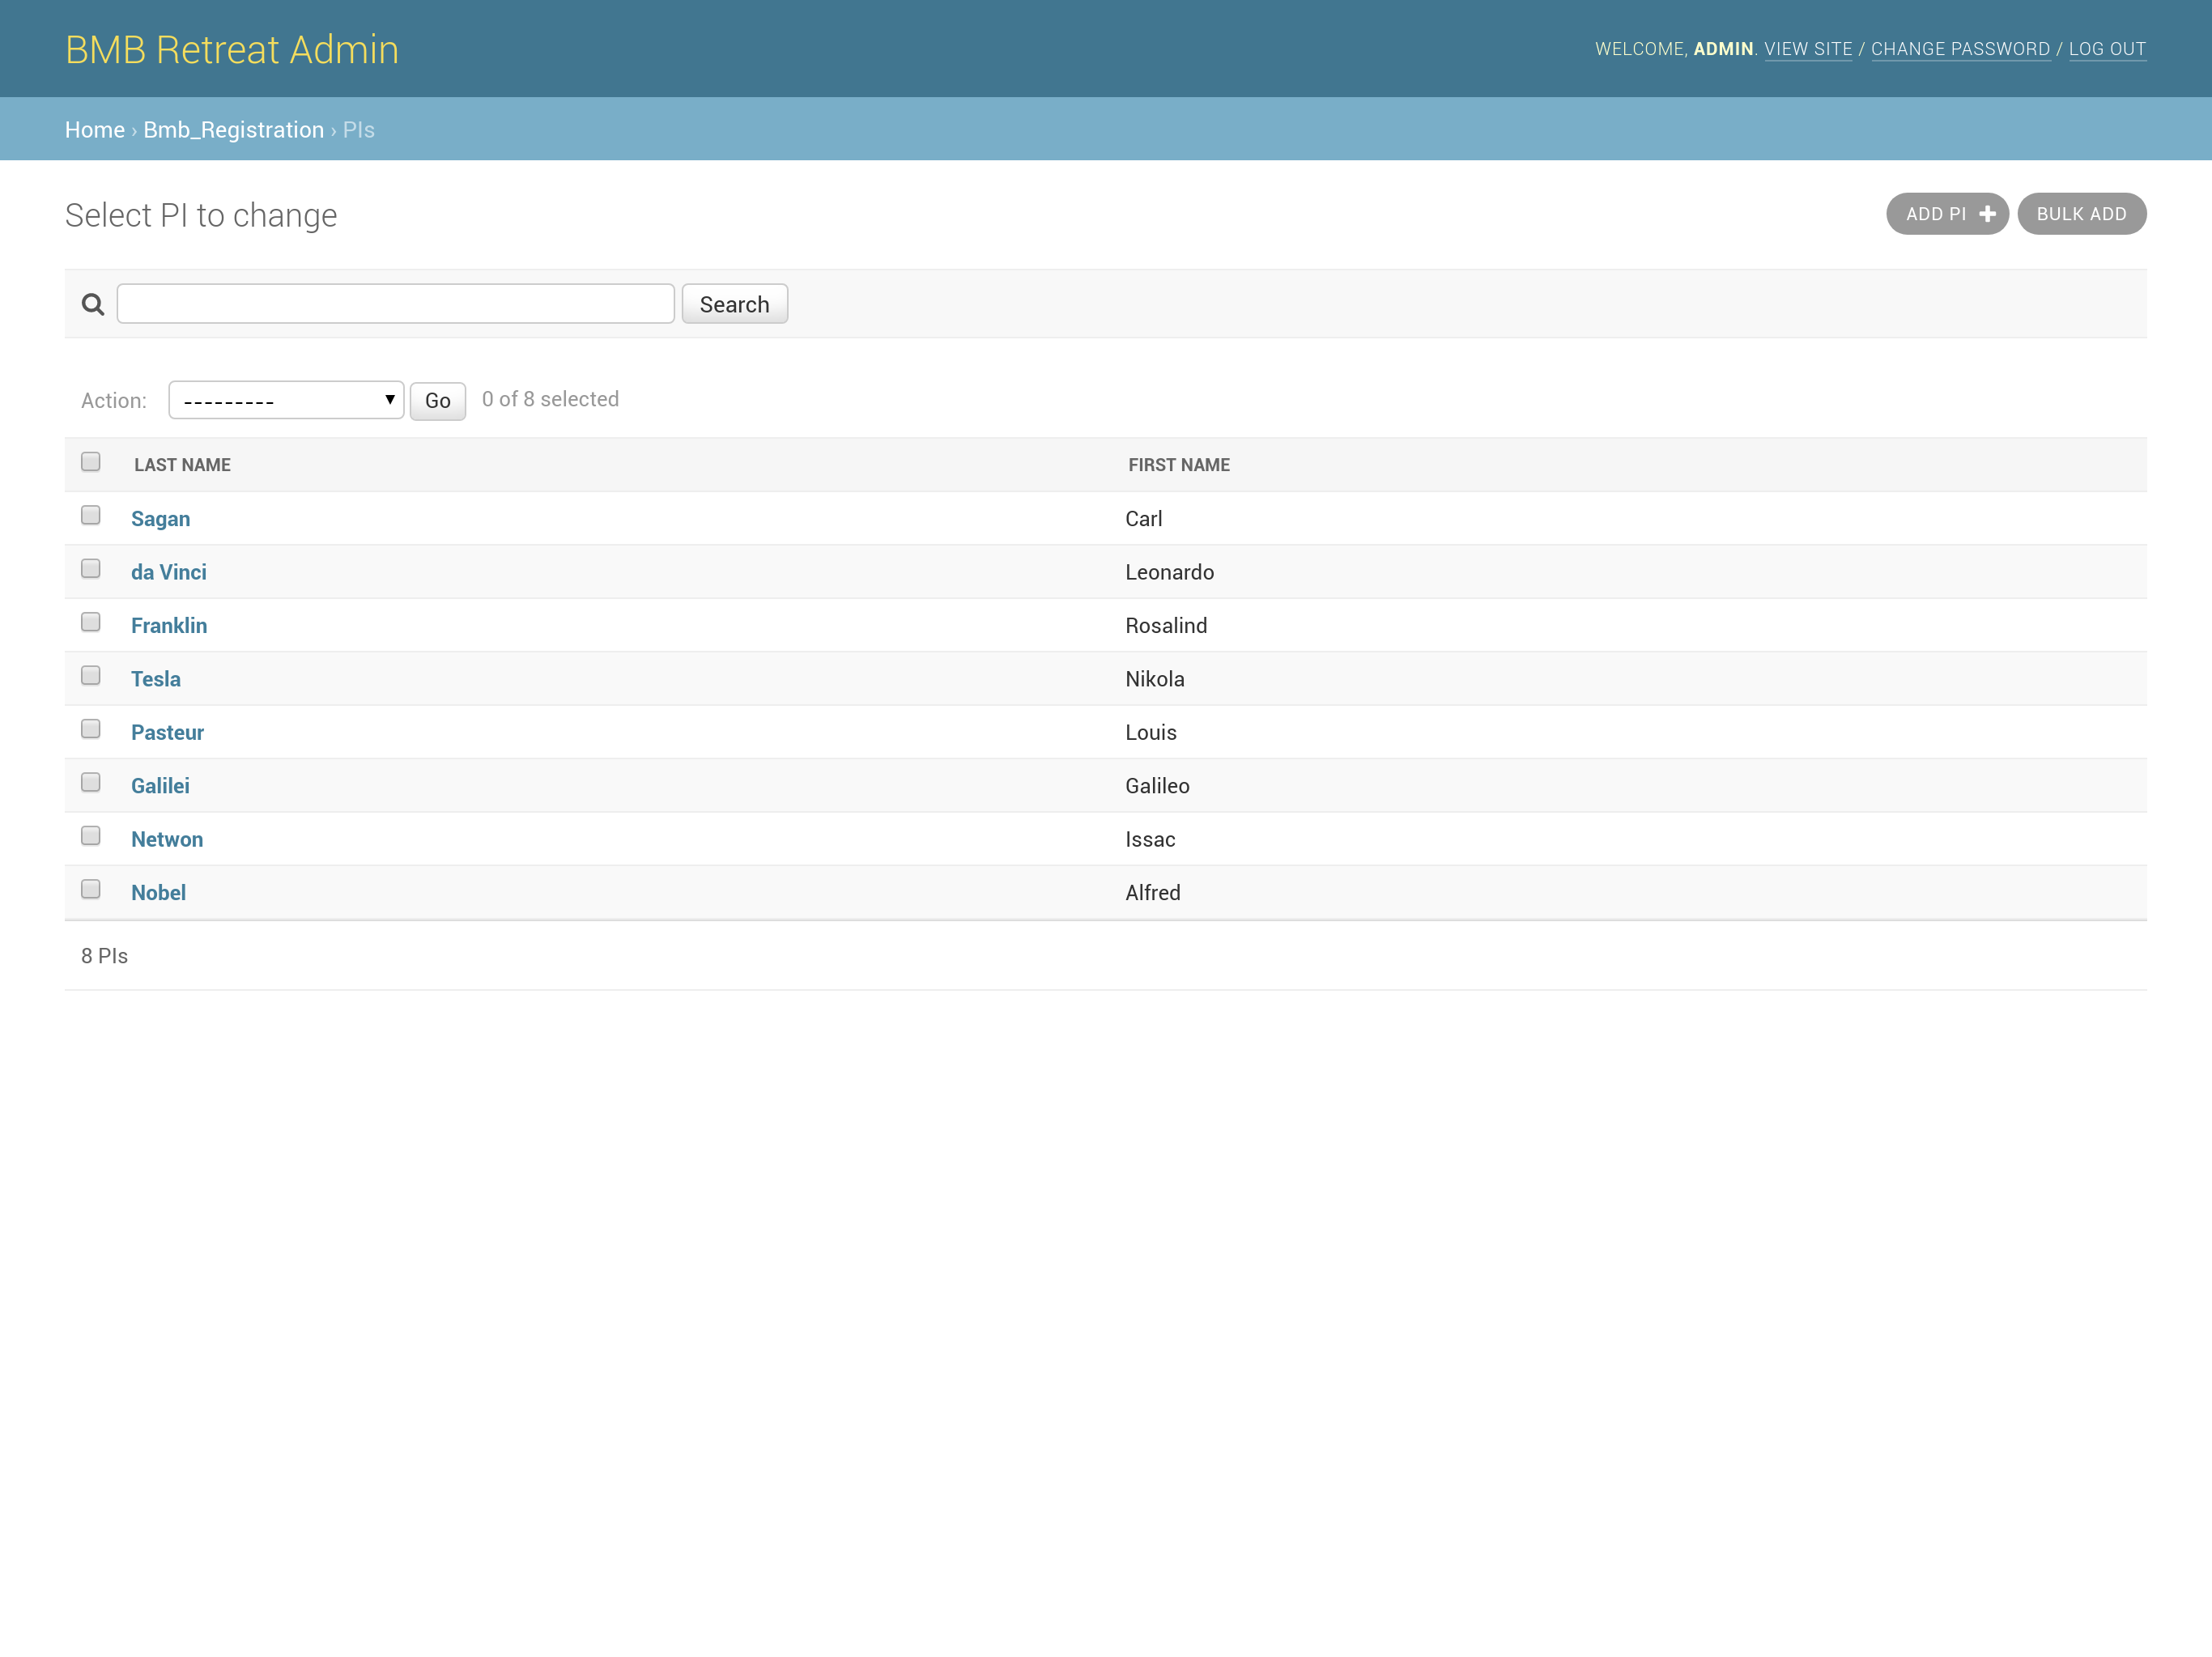 BMB Retreat Admin
WELCOME, ADMIN. VIEW SITE / CHANGE PASSWORD / LOG OUT
Home › Bmb_Registration › PIs
Select PI to change
ADD PI
BULK ADD
Search
Action: --------- Go 0 of 8 selected
LAST NAME FIRST NAME
Sagan Carl
da Vinci Leonardo
Franklin Rosalind
Tesla Nikola
Pasteur Louis
Galilei Galileo
Netwon Issac
Nobel Alfred
8 PIs